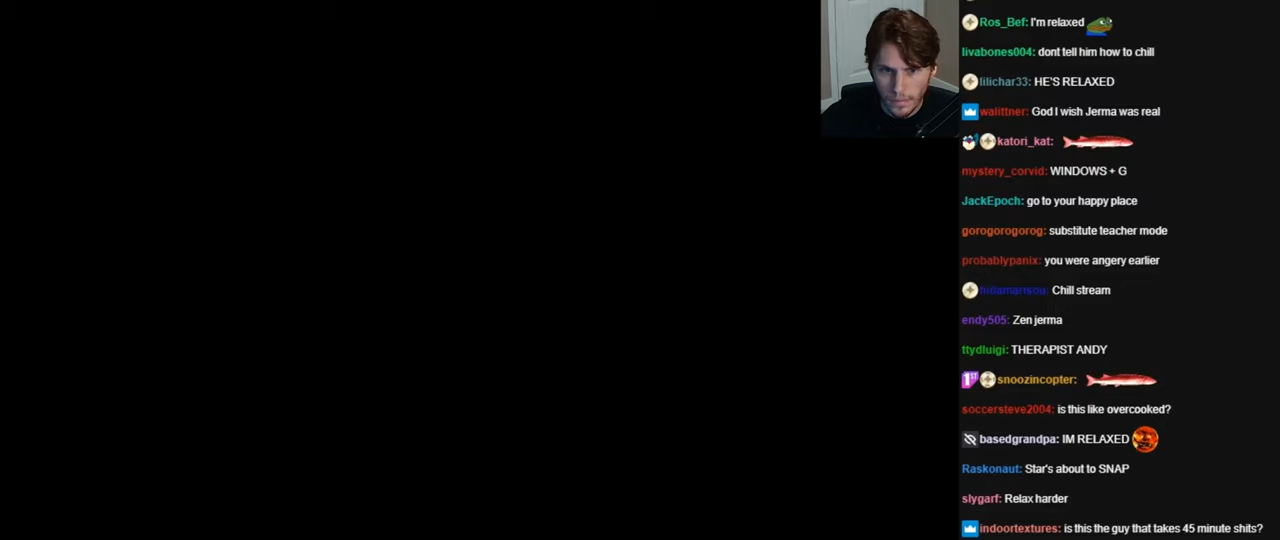 Ros_Bef: I'm relaxed
livabones004: dont tell him how to chill
lilichar33: HE'S RELAXED
walittner: God I wish Jerma was real
katori_kat:
mystery_corvid: WINDOWS + G
JackEpoch: go to your happy place
gorogorogorog: substitute teacher mode
probablypanix: you were angery earlier
hidamarisou: Chill stream
endy505: Zen jerma
ttydluigi: THERAPIST ANDY
1ST snoozincopter:
soccersteve2004: is this like overcooked?
basedgrandpa: IM RELAXED
Raskonaut: Star's about to SNAP
slygarf: Relax harder
indoortextures: is this the guy that takes 45 minute shits?